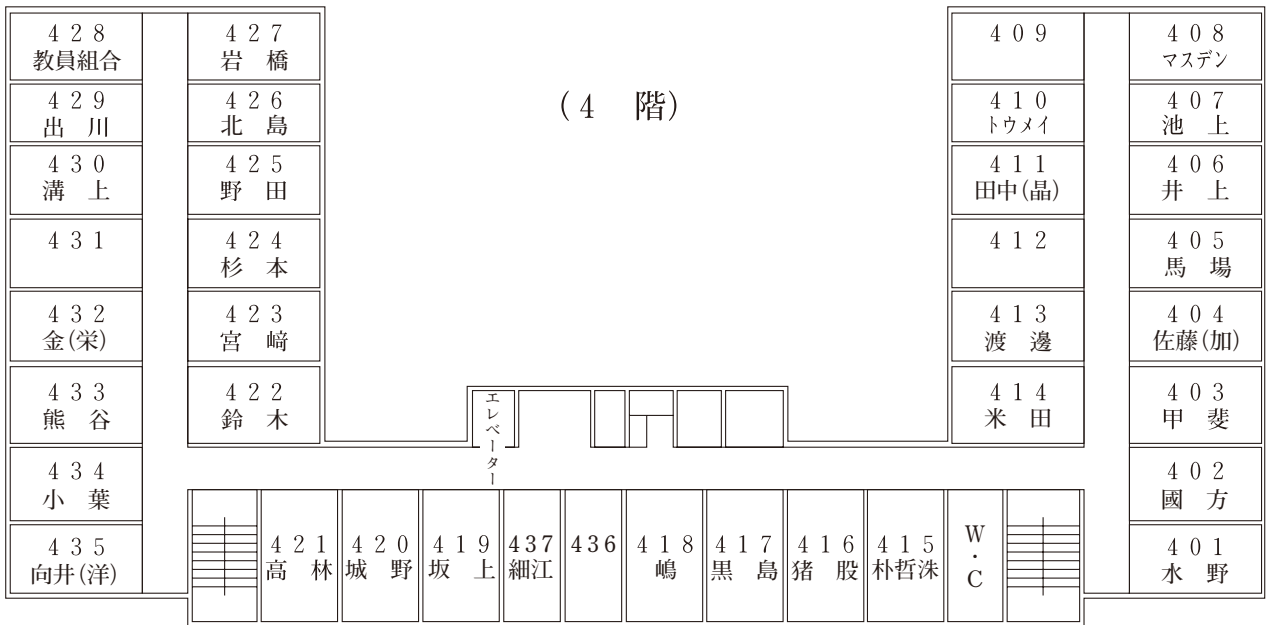 (4　階)
428
教員組合
429
出　川
430
溝　上
431
432
金(栄)
433
熊　谷
434
小　葉
435
向井(洋)
427
岩　橋
426
北　島
425
野　田
424
杉　本
423
宮　﨑
422
鈴　木
エレベーター
409
410
トウメイ
411
田中(晶)
412
413
渡　邊
414
米　田
408
マスデン
407
池　上
406
井　上
405
馬　場
404
佐藤(加)
403
甲　斐
402
國　方
401
水　野
421
高　林
420
城　野
419
坂　上
437
細江
436
418
嶋
417
黒　島
416
猪　股
415
朴哲洙
W・C